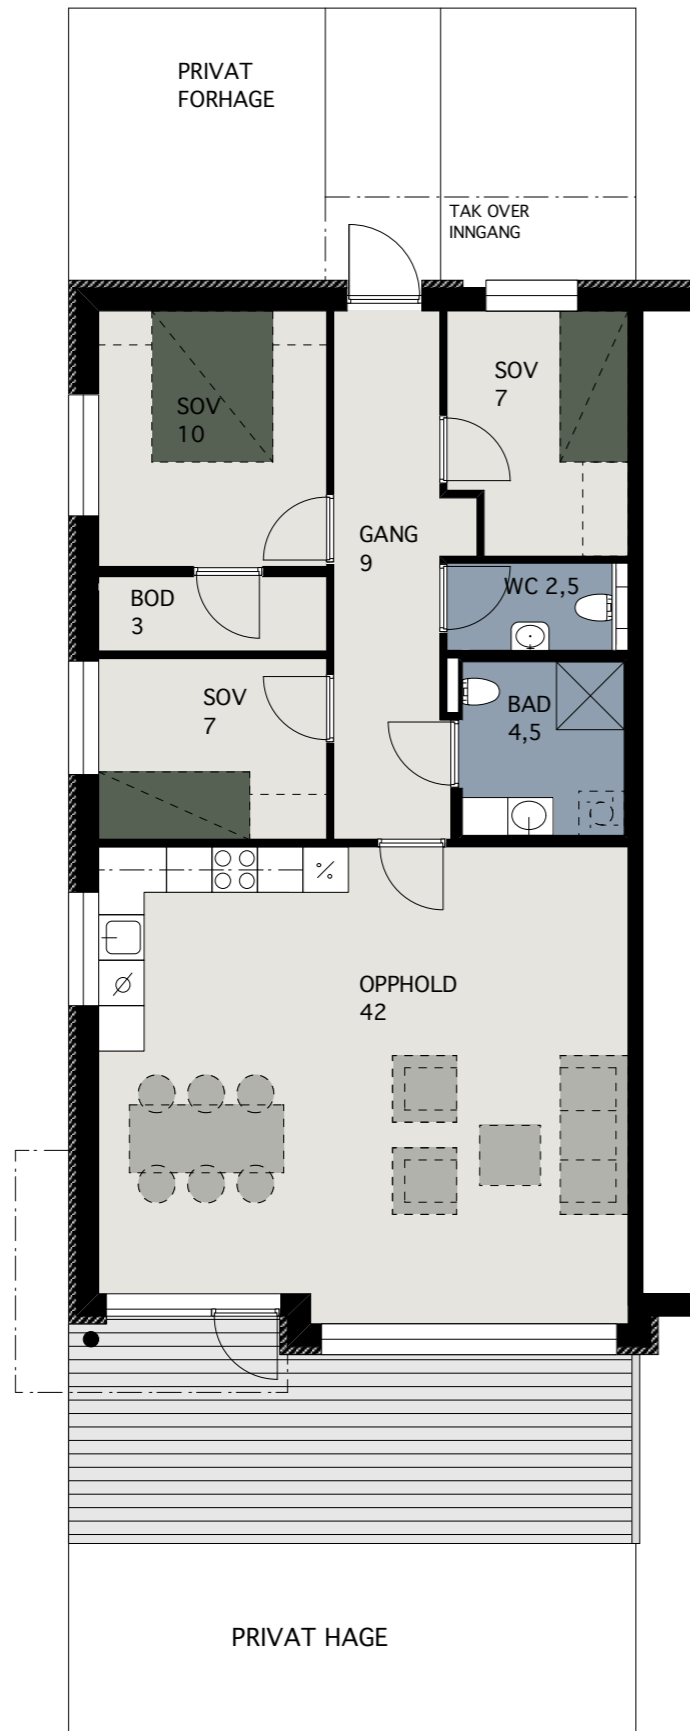 PRIVAT
FORHAGE
TAK OVER
INNGANG
SOV
10
SOV
7
GANG
9
WC 2,5
BOD
3
SOV
7
BAD
4,5
OPPHOLD
42
PRIVAT HAGE